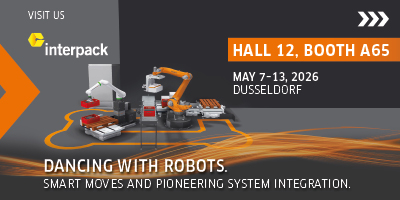 VISIT US
interpack
HALL 12, BOOTH A65
MAY 7-13, 2026
DUSSELDORF
DANCING WITH ROBOTS.
SMART MOVES AND PIONEERING SYSTEM INTEGRATION.